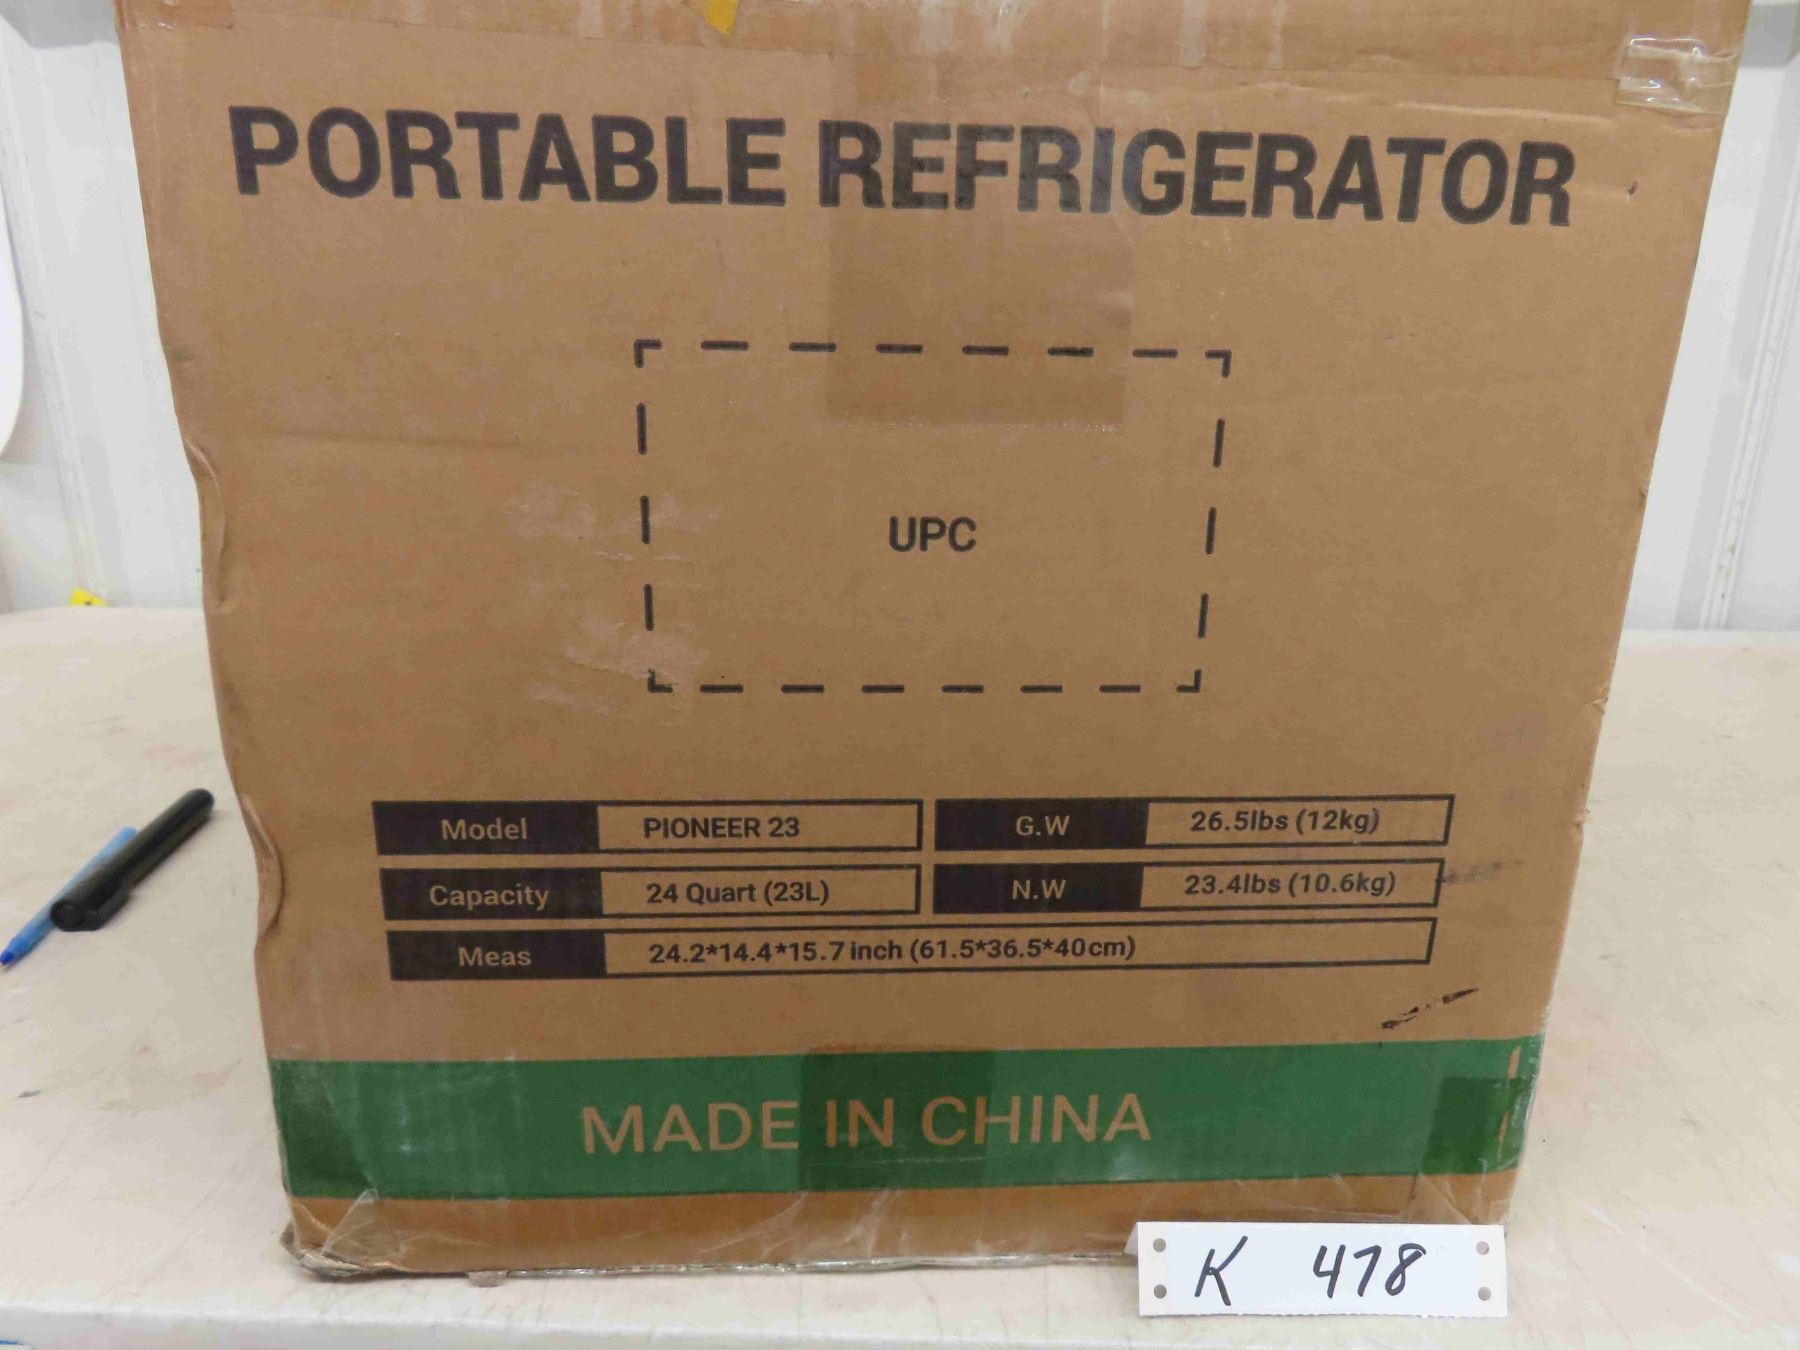 PORTABLE REFRIGERATOR
UPC
Model PIONEER 23 G.W 26.5lbs (12kg)
Capacity 24 Quart (23L) N.W 23.4lbs (10.6kg)
Meas 24.2*14.4*15.7 inch (61.5*36.5*40cm)
MADE IN CHINA
K 478